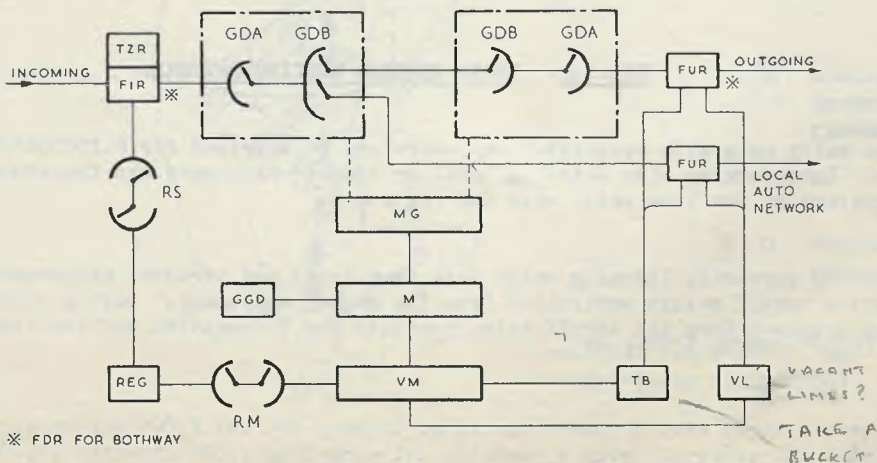 GDA GDB GDB GDA
TZR
INCOMING
FIR
※
FUR
※
OUTGOING
FUR
LOCAL
AUTO
NETWORK
RS
MG
GGD
M
REG
RM
VM
TB
VL
VACANT
LINES?
TAKE A
BUCKET
※ FDR FOR BOTHWAY